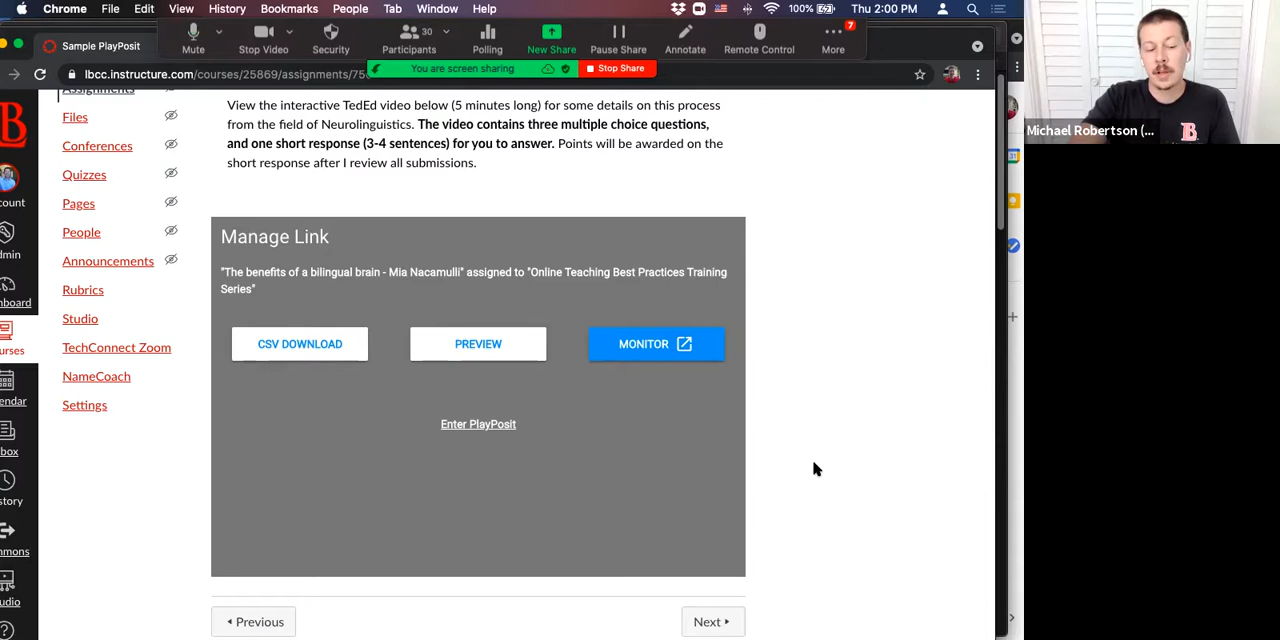 Chrome File Edit View History Bookmarks People Tab Window Help 100% Thu 2:00 PM
Mute Stop Video Security Participants 30 Polling New Share Pause Share Annotate Remote Control More 7
Sample PlayPosit
You are screen sharing Stop Share
lbcc.instructure.com/courses/25869/assignments/75
Assignments
Files
Conferences
Quizzes
Pages
People
Announcements
Rubrics
Studio
TechConnect Zoom
NameCoach
Settings
ount
dmin
hboard
urses
endar
box
story
mmons
udio
View the interactive TedEd video below (5 minutes long) for some details on this process
from the field of Neurolinguistics. The video contains three multiple choice questions,
and one short response (3-4 sentences) for you to answer. Points will be awarded on the
short response after I review all submissions.
Manage Link
"The benefits of a bilingual brain - Mia Nacamulli" assigned to "Online Teaching Best Practices Training
Series"
CSV DOWNLOAD PREVIEW MONITOR
Enter PlayPosit
Previous Next
Michael Robertson (...